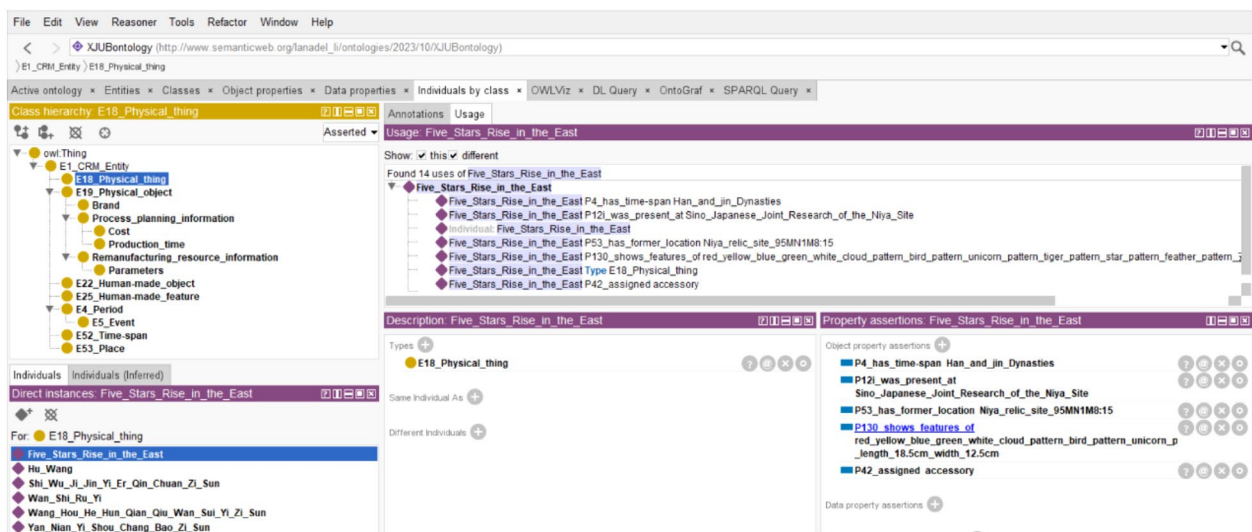 File Edit View Reasoner Tools Refactor Window Help
XJUBontology (http://www.semanticweb.org/lanadel_li/ontologies/2023/10/XJUBontology)
E1_CRM_Entity E18_Physical_thing
Active ontology × Entities × Classes × Object properties × Data properties × Individuals by class × OWLViz × DL Query × OntoGraf × SPARQL Query ×
Class hierarchy: E18_Physical_thing
Asserted
owl:Thing
E1_CRM_Entity
E18_Physical_thing
E19_Physical_object
Brand
Process_planning_information
Cost
Production_time
Remanufacturing_resource_information
Parameters
E22_Human-made_object
E25_Human-made_feature
E4_Period
E5_Event
E52_Time-span
E53_Place
Annotations Usage
Usage: Five_Stars_Rise_in_the_East
Show: this different
Found 14 uses of Five_Stars_Rise_in_the_East
Five_Stars_Rise_in_the_East
Five_Stars_Rise_in_the_East P4_has_time-span Han_and_jin_Dynasties
Five_Stars_Rise_in_the_East P12i_was_present_at Sino_Japanese_Joint_Research_of_the_Niya_Site
Individual: Five_Stars_Rise_in_the_East
Five_Stars_Rise_in_the_East P53_has_former_location Niya_relic_site_95MN1M8:15
Five_Stars_Rise_in_the_East P130_shows_features_of red_yellow_blue_green_white_cloud_pattern_bird_pattern_unicorn_pattern_tiger_pattern_star_pattern_feather_pattern_
Five_Stars_Rise_in_the_East Type E18_Physical_thing
Five_Stars_Rise_in_the_East P42_assigned accessory
Individuals Individuals (Inferred)
Direct instances: Five_Stars_Rise_in_the_East
For: E18_Physical_thing
Five_Stars_Rise_in_the_East
Hu_Wang
Shi_Wu_Ji_Jin_Yi_Er_Qin_Chuan_Zi_Sun
Wan_Shi_Ru_Yi
Wang_Hou_He_Hun_Qian_Qiu_Wan_Sui_Yi_Zi_Sun
Yan_Nian_Yi_Shou_Chang_Bao_Zi_Sun
Description: Five_Stars_Rise_in_the_East
Types
E18_Physical_thing
Same Individual As
Different Individuals
Property assertions: Five_Stars_Rise_in_the_East
Object property assertions
P4_has_time-span Han_and_jin_Dynasties
P12i_was_present_at
Sino_Japanese_Joint_Research_of_the_Niya_Site
P53_has_former_location Niya_relic_site_95MN1M8:15
P130_shows_features_of
red_yellow_blue_green_white_cloud_pattern_bird_pattern_unicorn_p
_length_18.5cm_width_12.5cm
P42_assigned accessory
Data property assertions